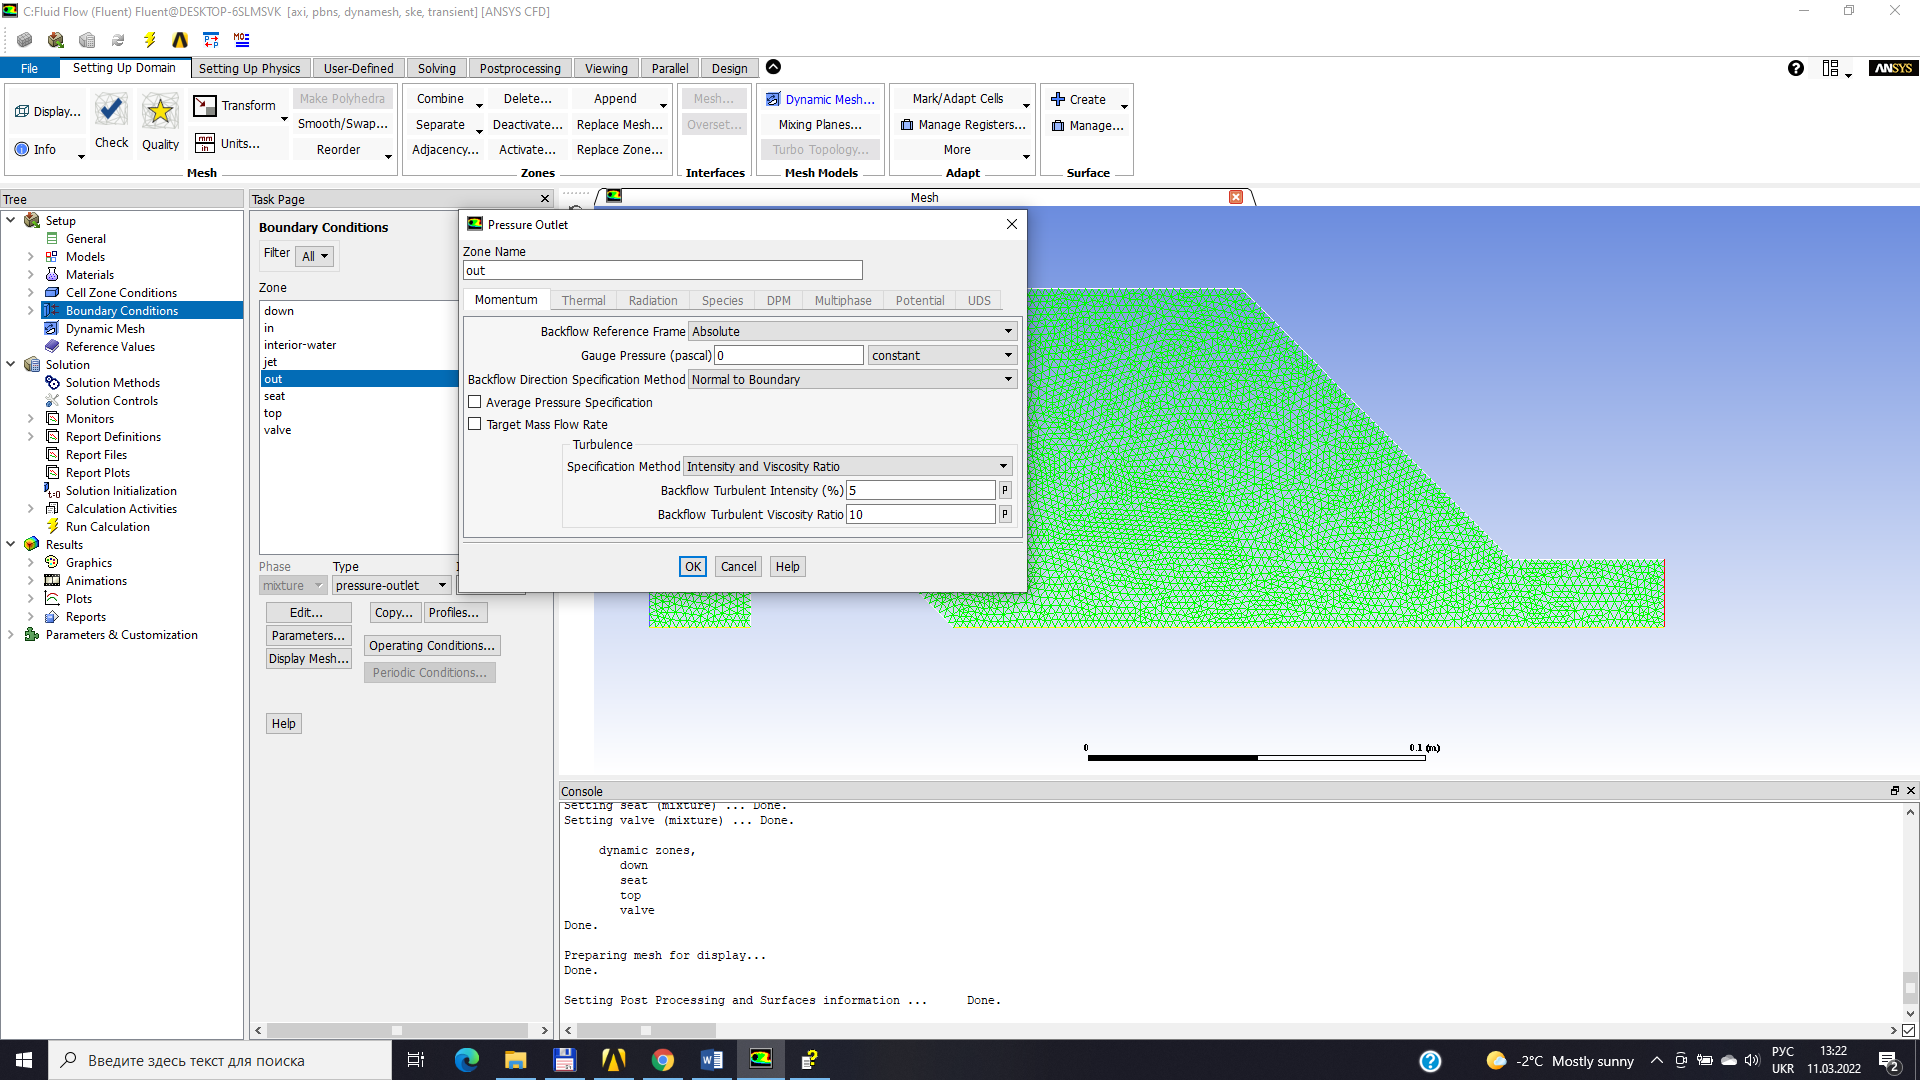 C:Fluid Flow (Fluent) Fluent@DESKTOP-6SLMSVK [axi, pbns, dynamesh, ske, transient] [ANSYS CFD]
File
Setting Up Domain
Setting Up Physics
User-Defined
Solving
Postprocessing
Viewing
Parallel
Design
ANSYS
Display...
Info
Check
Quality
Transform
Units...
Make Polyhedra
Smooth/Swap...
Reorder
Mesh
Combine
Separate
Adjacency...
Delete...
Deactivate...
Activate...
Append
Replace Mesh...
Replace Zone...
Zones
Mesh...
Overset...
Interfaces
Dynamic Mesh...
Mixing Planes...
Turbo Topology...
Mesh Models
Mark/Adapt Cells
Manage Registers...
More
Adapt
Create
Manage...
Surface
Tree
Setup
General
Models
Materials
Cell Zone Conditions
Boundary Conditions
Dynamic Mesh
Reference Values
Solution
Solution Methods
Solution Controls
Monitors
Report Definitions
Report Files
Report Plots
Solution Initialization
Calculation Activities
Run Calculation
Results
Graphics
Animations
Plots
Reports
Parameters & Customization
Task Page
Boundary Conditions
Filter All
Zone
down
in
interior-water
jet
out
seat
top
valve
Phase Type
mixture pressure-outlet
Edit... Copy... Profiles...
Parameters... Operating Conditions...
Display Mesh... Periodic Conditions...
Help
Mesh
Pressure Outlet
Zone Name
out
Momentum Thermal Radiation Species DPM Multiphase Potential UDS
Backflow Reference Frame Absolute
Gauge Pressure (pascal) 0 constant
Backflow Direction Specification Method Normal to Boundary
Average Pressure Specification
Target Mass Flow Rate
Turbulence
Specification Method Intensity and Viscosity Ratio
Backflow Turbulent Intensity (%) 5 P
Backflow Turbulent Viscosity Ratio 10 P
OK Cancel Help
0 0.1 (m)
Console
Setting seat (mixture) ... Done.
Setting valve (mixture) ... Done.
dynamic zones,
down
seat
top
valve
Done.
Preparing mesh for display...
Done.
Setting Post Processing and Surfaces information ... Done.
Введите здесь текст для поиска
-2°C Mostly sunny
РУС
UKR
13:22
11.03.2022
2